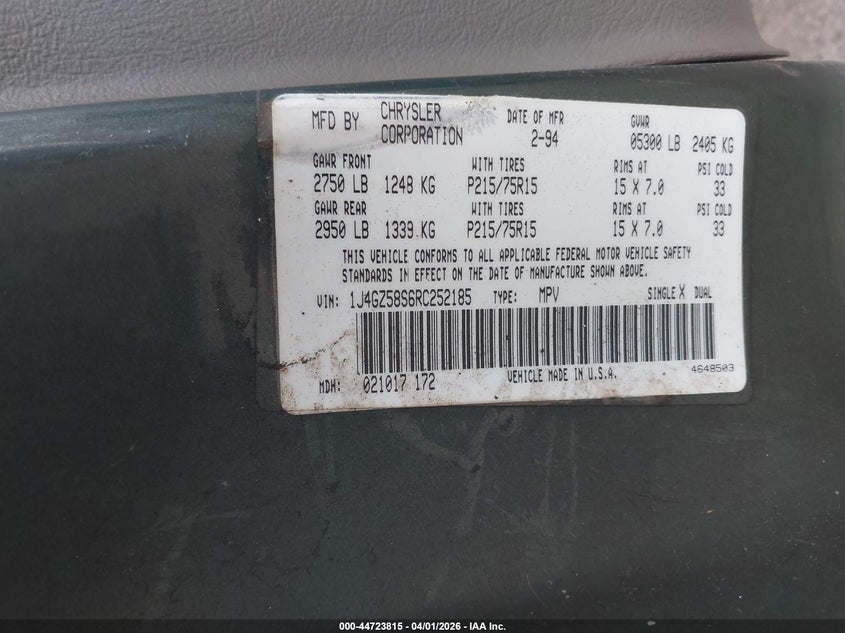 MFD BY CHRYSLER CORPORATION DATE OF MFR 2-94 GVWR 05300 LB 2405 KG
GAWR FRONT WITH TIRES RIMS AT PSI COLD
2750 LB 1248 KG P215/75R15 15 X 7.0 33
GAWR REAR WITH TIRES RIMS AT PSI COLD
2950 LB 1339 KG P215/75R15 15 X 7.0 33
THIS VEHICLE CONFORMS TO ALL APPLICABLE FEDERAL MOTOR VEHICLE SAFETY
STANDARDS IN EFFECT ON THE DATE OF MANUFACTURE SHOWN ABOVE.
VIN: 1J4GZ58S6RC252185 TYPE: MPV SINGLE X DUAL
MDH: 021017 172 VEHICLE MADE IN U.S.A. 4648503
000-44723815 - 04/01/2026 - IAA Inc.